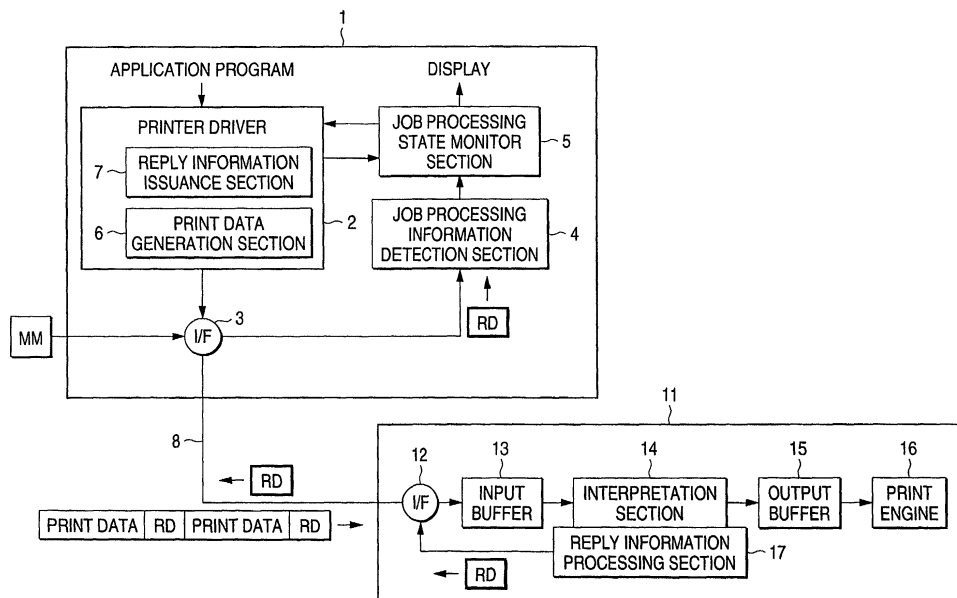 1
APPLICATION PROGRAM
DISPLAY
PRINTER DRIVER
7
REPLY INFORMATION
ISSUANCE SECTION
6
PRINT DATA
GENERATION SECTION
2
JOB PROCESSING
STATE MONITOR
SECTION
5
JOB PROCESSING
INFORMATION
DETECTION SECTION
4
RD
MM
I/F
3
8
RD
PRINT DATA RD PRINT DATA RD
11
12
I/F
13
INPUT
BUFFER
14
INTERPRETATION
SECTION
15
OUTPUT
BUFFER
16
PRINT
ENGINE
REPLY INFORMATION
PROCESSING SECTION
17
RD